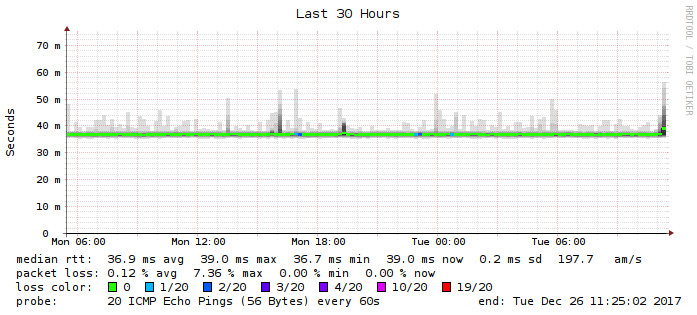 Last 30 Hours
RRDTOOL / TOBI OETIKER
Seconds
70 m
60 m
50 m
40 m
30 m
20 m
10 m
0
Mon 06:00 Mon 12:00 Mon 18:00 Tue 00:00 Tue 06:00
median rtt: 36.9 ms avg 39.0 ms max 36.7 ms min 39.0 ms now 0.2 ms sd 197.7 am/s
packet loss: 0.12 % avg 7.36 % max 0.00 % min 0.00 % now
loss color: 0 1/20 2/20 3/20 4/20 10/20 19/20
probe: 20 ICMP Echo Pings (56 Bytes) every 60s end: Tue Dec 26 11:25:02 2017